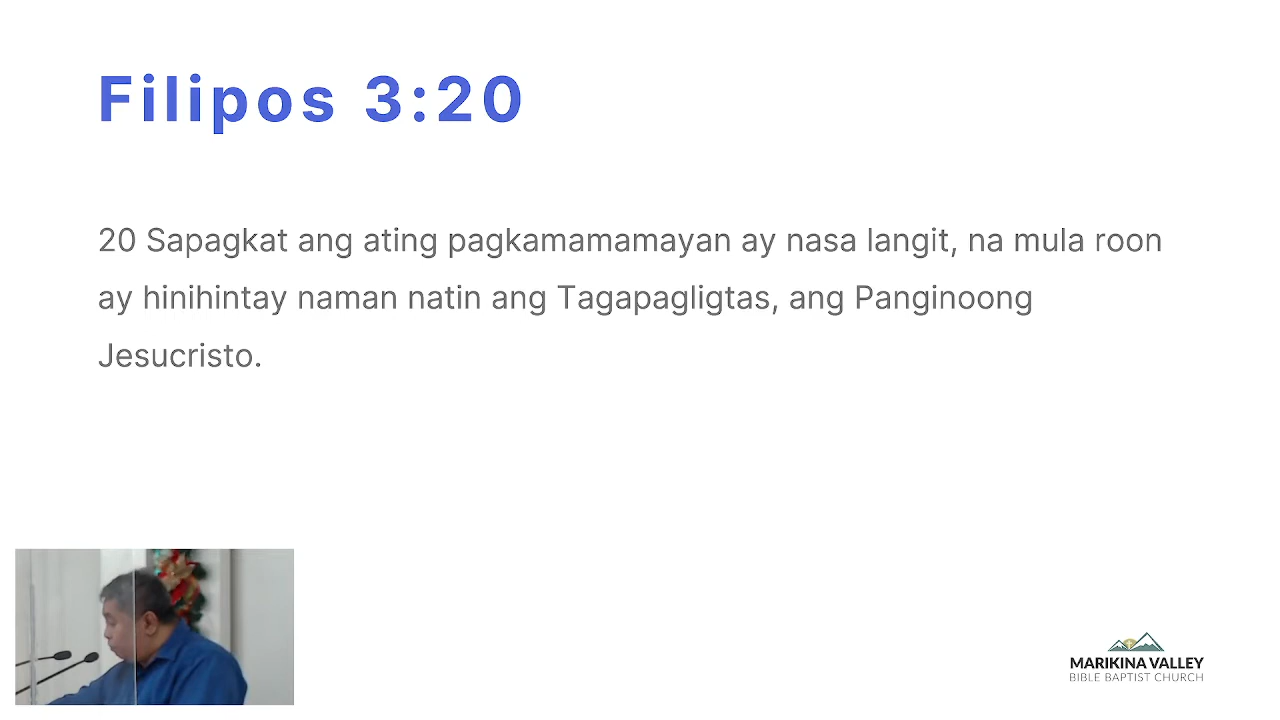 Filipos 3:20
20 Sapagkat ang ating pagkamamamayan ay nasa langit, na mula roon
ay hinihintay naman natin ang Tagapagligtas, ang Panginoong
Jesucristo.
MARIKINA VALLEY
BIBLE BAPTIST CHURCH